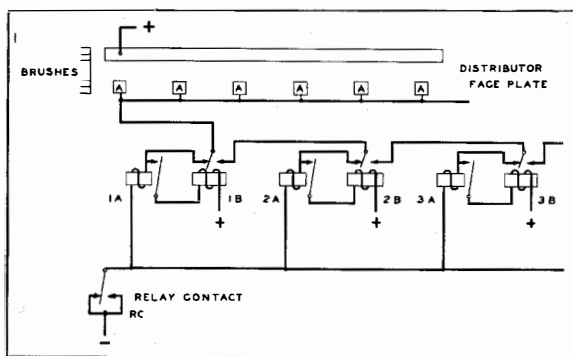 +
BRUSHES
A A A A A A
DISTRIBUTOR
FACE PLATE
1A 1B 2A 2B 3A 3B
+ + +
RELAY CONTACT
RC
−